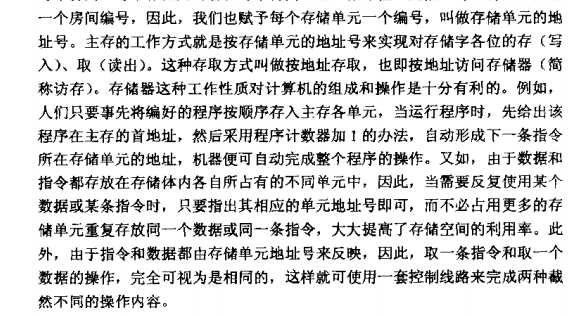 一个房间编号，因此，我们也赋予每个存储单元一个编号，叫做存储单元的地
址号。主存的工作方式就是按存储单元的地址号来实现对存储字各位的存（写
入）、取（读出）。这种存取方式叫做按地址存取，也即按地址访问存储器（简
称访存）。存储器这种工作性质对计算机的组成和操作是十分有利的。例如，
人们只要事先将编好的程序按顺序存入主存各单元，当运行程序时，先给出该
程序在主存的首地址，然后采用程序计数器加1的办法，自动形成下一条指令
所在存储单元的地址，机器便可自动完成整个程序的操作。又如，由于数据和
指令都存放在存储体内各自所占有的不同单元中，因此，当需要反复使用某个
数据或某条指令时，只要指出其相应的单元地址号即可，而不必占用更多的存
储单元重复存放同一个数据或同一条指令，大大提高了存储空间的利用率。此
外，由于指令和数据都由存储单元地址号来反映，因此，取一条指令和取一个
数据的操作，完全可视为是相同的，这样就可使用一套控制线路来完成两种截
然不同的操作内容。